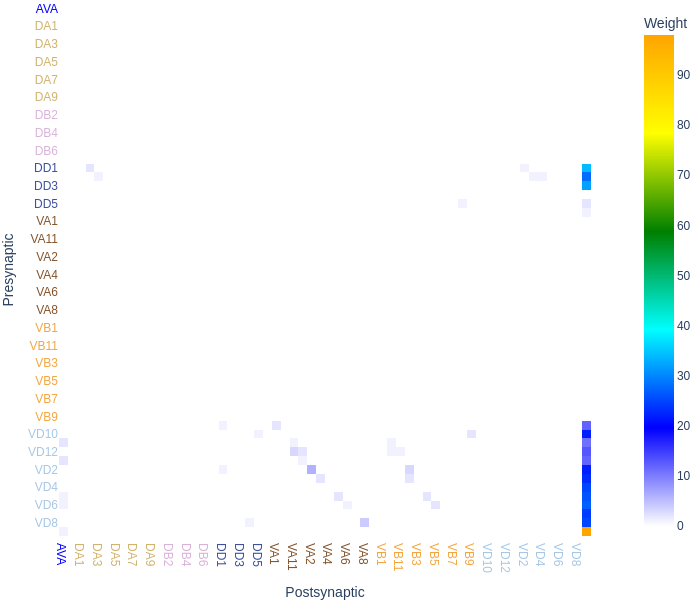 Weight
90
80
70
60
50
40
30
20
10
0
Presynaptic
AVA
DA1
DA3
DA5
DA7
DA9
DB2
DB4
DB6
DD1
DD3
DD5
VA1
VA11
VA2
VA4
VA6
VA8
VB1
VB11
VB3
VB5
VB7
VB9
VD10
VD12
VD2
VD4
VD6
VD8
AVA
DA1
DA3
DA5
DA7
DA9
DB2
DB4
DB6
DD1
DD3
DD5
VA1
VA11
VA2
VA4
VA6
VA8
VB1
VB11
VB3
VB5
VB7
VB9
VD10
VD12
VD2
VD4
VD6
VD8
Postsynaptic